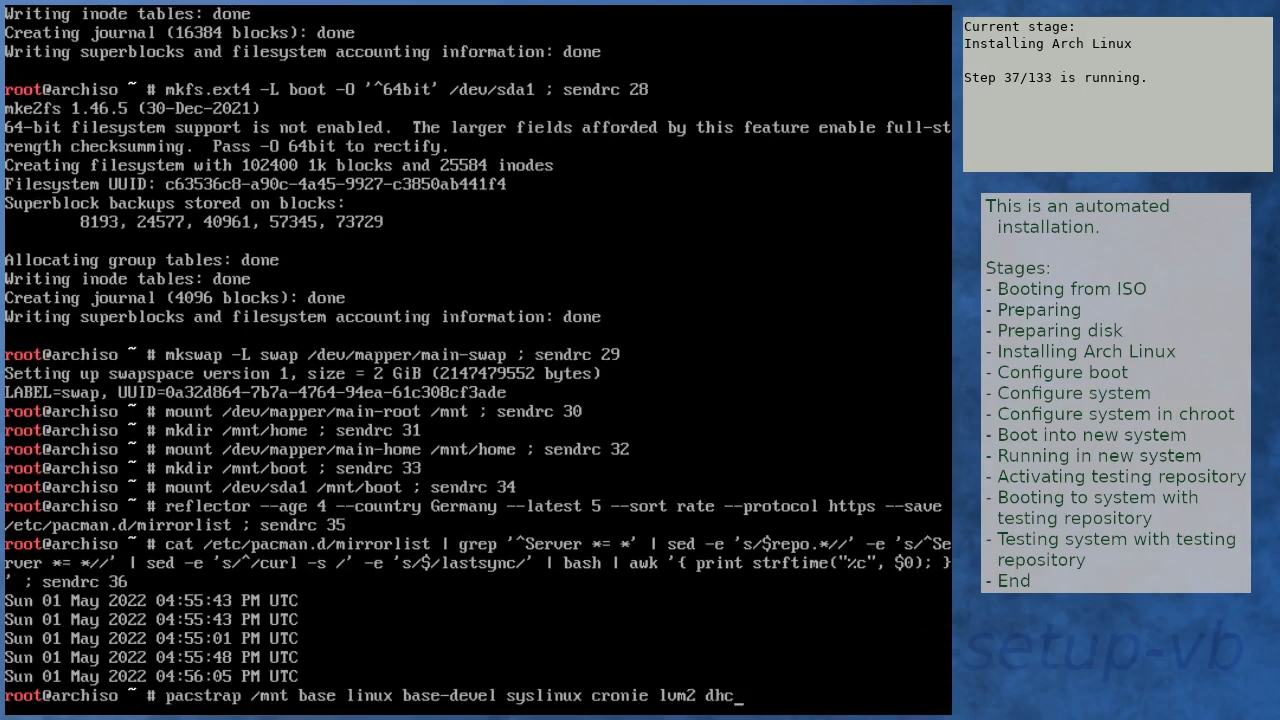 Writing inode tables: done
Creating journal (16384 blocks): done
Writing superblocks and filesystem accounting information: done
root@archiso ~ # mkfs.ext4 -L boot -O '^64bit' /dev/sda1 ; sendrc 28
mke2fs 1.46.5 (30-Dec-2021)
64-bit filesystem support is not enabled.  The larger fields afforded by this feature enable full-st
rength checksumming.  Pass -O 64bit to rectify.
Creating filesystem with 102400 1k blocks and 25584 inodes
Filesystem UUID: c63536c8-a90c-4a45-9927-c3850ab441f4
Superblock backups stored on blocks:
        8193, 24577, 40961, 57345, 73729
Allocating group tables: done
Writing inode tables: done
Creating journal (4096 blocks): done
Writing superblocks and filesystem accounting information: done
root@archiso ~ # mkswap -L swap /dev/mapper/main-swap ; sendrc 29
Setting up swapspace version 1, size = 2 GiB (2147479552 bytes)
LABEL=swap, UUID=0a32d864-7b7a-4764-94ea-61c308cf3ade
root@archiso ~ # mount /dev/mapper/main-root /mnt ; sendrc 30
root@archiso ~ # mkdir /mnt/home ; sendrc 31
root@archiso ~ # mount /dev/mapper/main-home /mnt/home ; sendrc 32
root@archiso ~ # mkdir /mnt/boot ; sendrc 33
root@archiso ~ # mount /dev/sda1 /mnt/boot ; sendrc 34
root@archiso ~ # reflector --age 4 --country Germany --latest 5 --sort rate --protocol https --save
/etc/pacman.d/mirrorlist ; sendrc 35
root@archiso ~ # cat /etc/pacman.d/mirrorlist | grep '^Server *= *' | sed -e 's/$repo.*//' -e 's/^Se
rver *= *//' | sed -e 's/^/curl -s /' -e 's/$/lastsync/' | bash | awk '{ print strftime("%c", $0); }
' ; sendrc 36
Sun 01 May 2022 04:55:43 PM UTC
Sun 01 May 2022 04:55:43 PM UTC
Sun 01 May 2022 04:55:01 PM UTC
Sun 01 May 2022 04:55:48 PM UTC
Sun 01 May 2022 04:56:05 PM UTC
root@archiso ~ # pacstrap /mnt base linux base-devel syslinux cronie lvm2 dhc_
Current stage:
Installing Arch Linux
Step 37/133 is running.
This is an automated
installation.
Stages:
- Booting from ISO
- Preparing
- Preparing disk
- Installing Arch Linux
- Configure boot
- Configure system
- Configure system in chroot
- Boot into new system
- Running in new system
- Activating testing repository
- Booting to system with
testing repository
- Testing system with testing
repository
- End
setup-vb